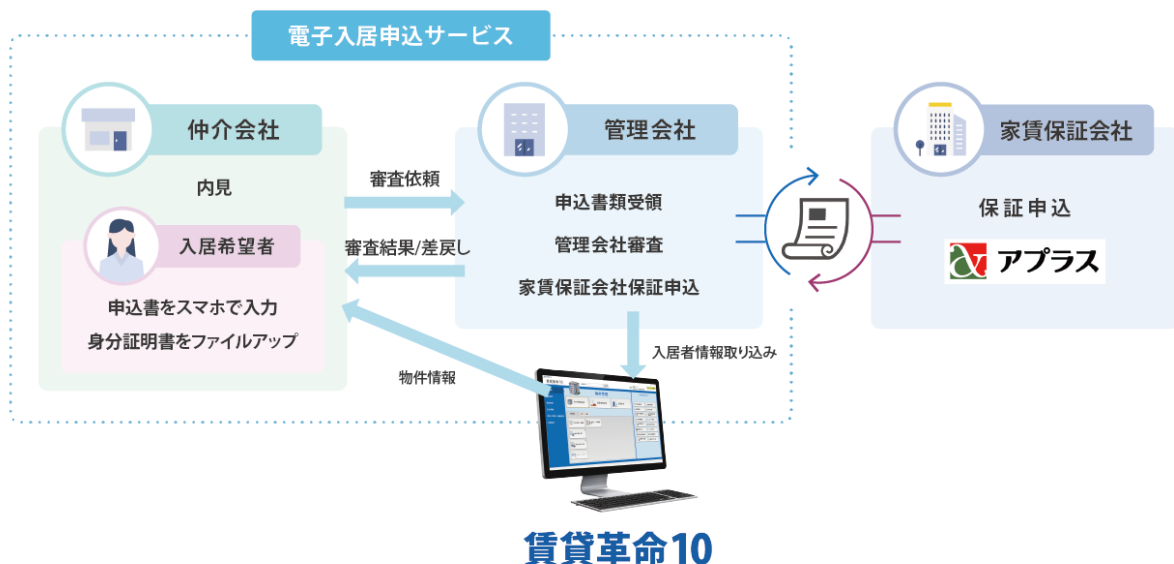 電子入居申込サービス
仲介会社
内見
入居希望者
申込書をスマホで入力
身分証明書をファイルアップ
審査依頼
審査結果/差戻し
物件情報
管理会社
申込書類受領
管理会社審査
家賃保証会社保証申込
入居者情報取り込み
家賃保証会社
保証申込
アプラス
賃貸革命10